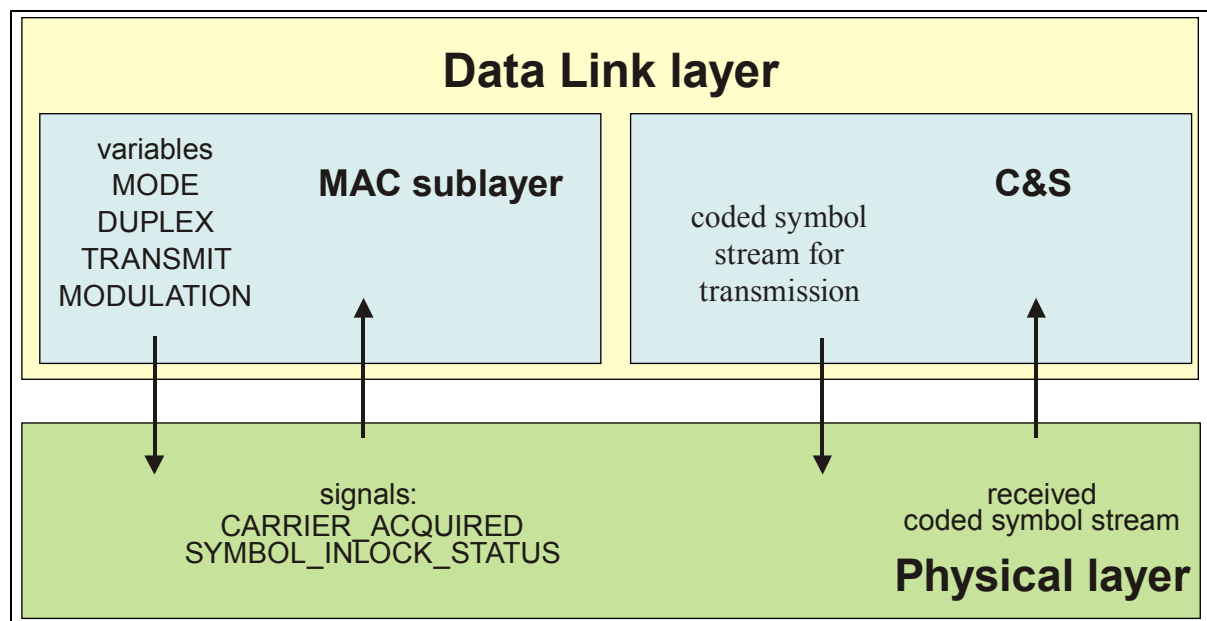 Data Link layer
variables
MODE
DUPLEX
TRANSMIT
MODULATION
MAC sublayer
coded symbol
stream for
transmission
C&S
signals:
CARRIER_ACQUIRED
SYMBOL_INLOCK_STATUS
received
coded symbol stream
Physical layer